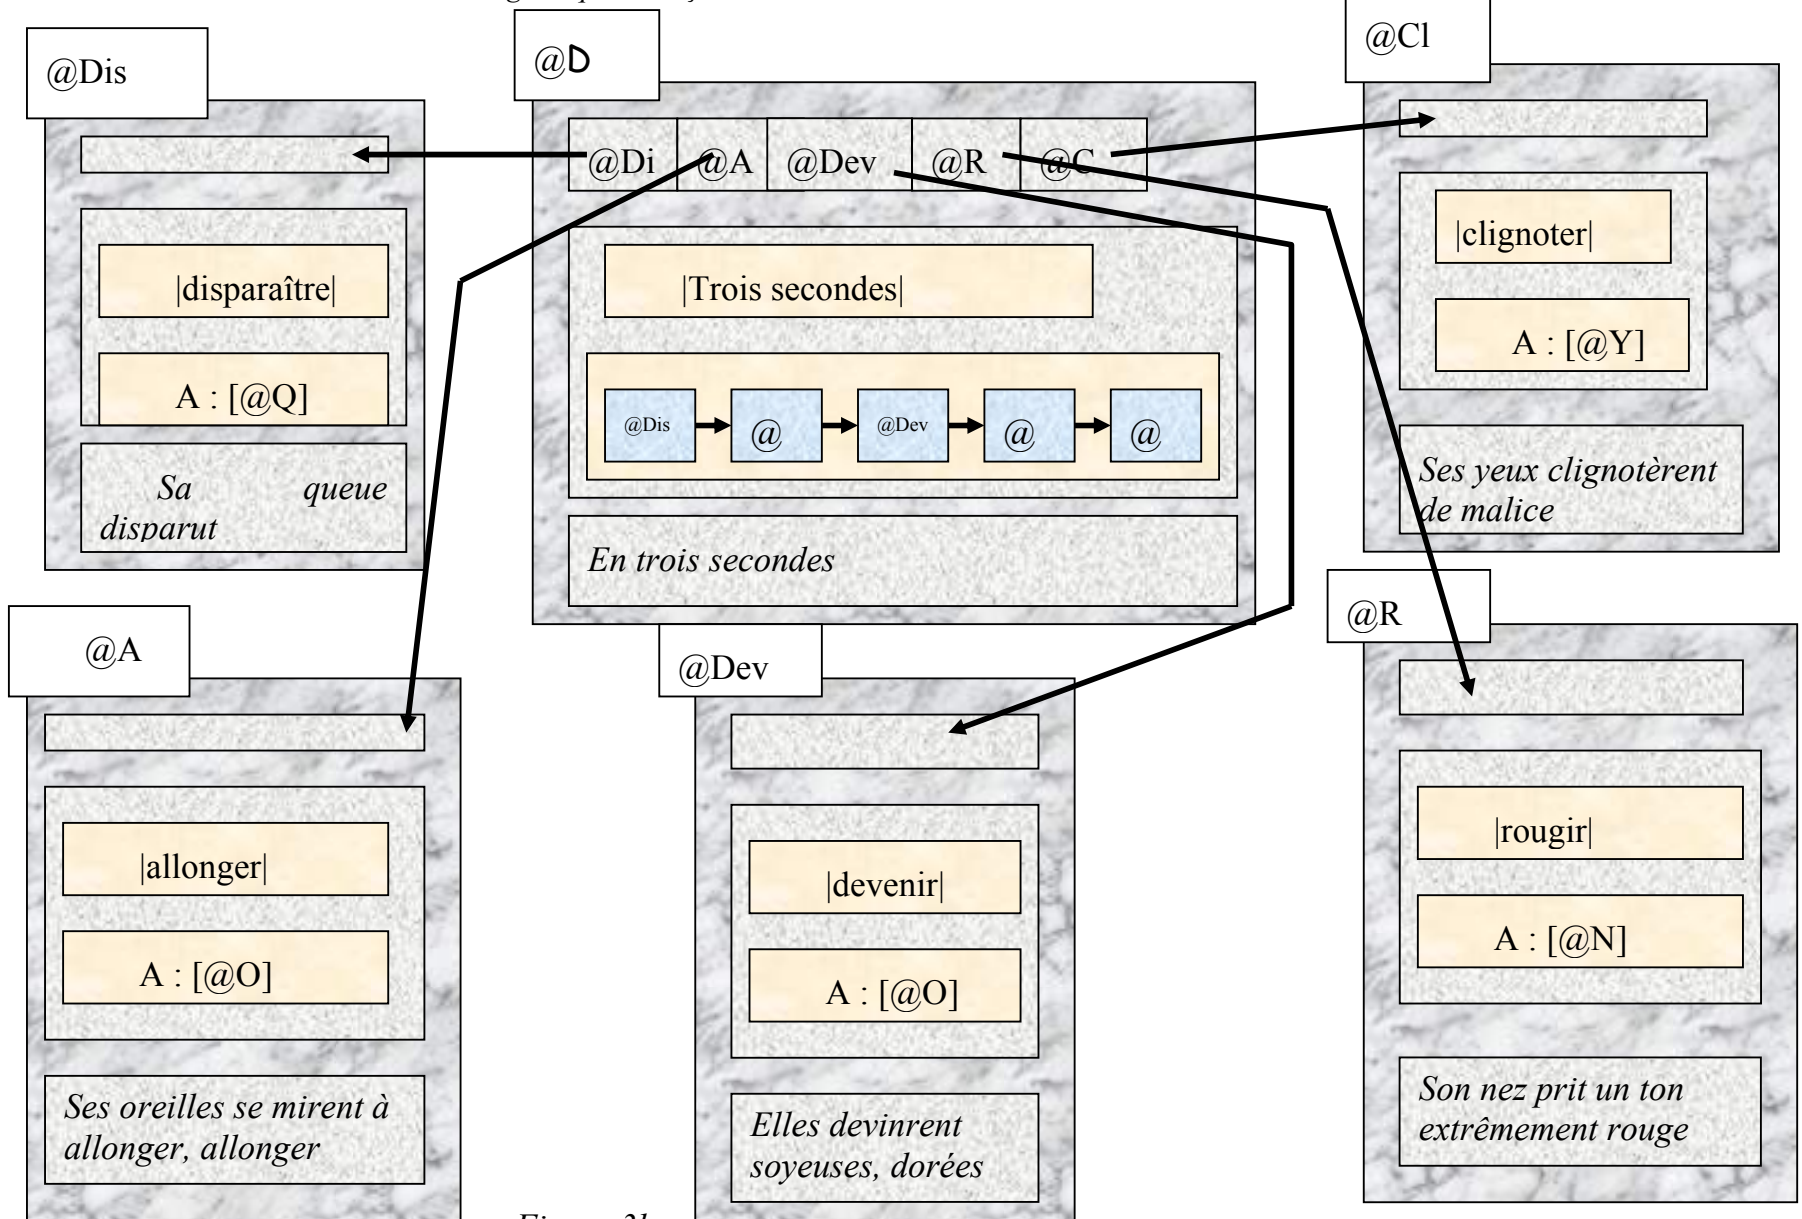 @Dis
@D
@Cl
@Di
@A
@Dev
@R
@C
|disparaître|
A : [@Q]
Sa queue
disparut
|Trois secondes|
@Dis
@
@Dev
@
@
En trois secondes
|clignoter|
A : [@Y]
Ses yeux clignotèrent
de malice
@A
|allonger|
A : [@O]
Ses oreilles se mirent à
allonger, allonger
@Dev
|devenir|
A : [@O]
Elles devinrent
soyeuses, dorées
@R
|rougir|
A : [@N]
Son nez prit un ton
extrêmement rouge